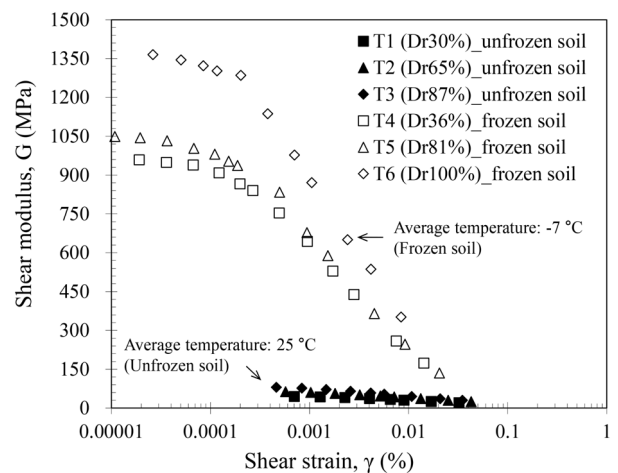 1500
1350
1200
1050
900
750
600
450
300
150
0
Shear modulus, G (MPa)
T1 (Dr30%)_unfrozen soil
T2 (Dr65%)_unfrozen soil
T3 (Dr87%)_unfrozen soil
T4 (Dr36%)_frozen soil
T5 (Dr81%)_frozen soil
T6 (Dr100%)_frozen soil
Average temperature: -7 °C
(Frozen soil)
Average temperature: 25 °C
(Unfrozen soil)
0.00001 0.0001 0.001 0.01 0.1 1
Shear strain, γ (%)